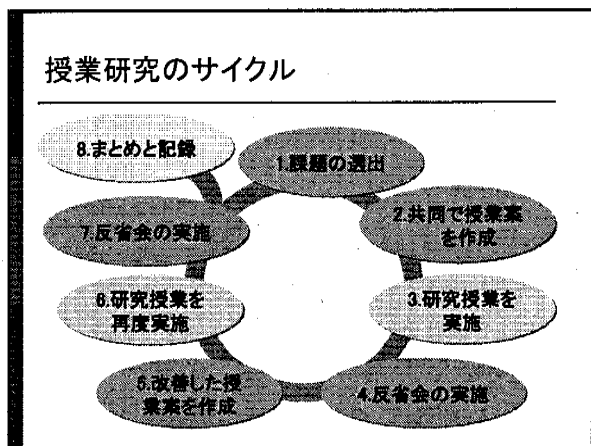 授業研究のサイクル
8.まとめと記録
1.課題の選出
2.共同で授業案
を作成
3.研究授業を
実施
4.反省会の実施
5.改善した授
業案を作成
6.研究授業を
再度実施
7.反省会の実施